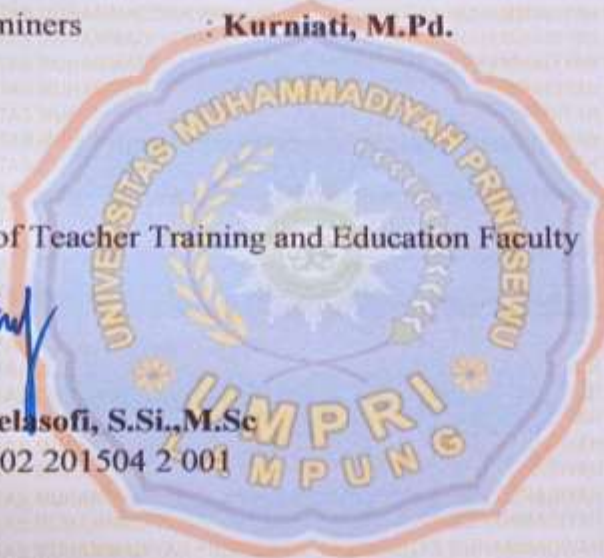 miners : Kurniati, M.Pd.
UNIVERSITAS MUHAMMADIYAH PRINGSEWU
of Teacher Training and Education Faculty
elasofi, S.Si.,M.Sc
02 201504 2 001
UMPRI
LAMPUNG